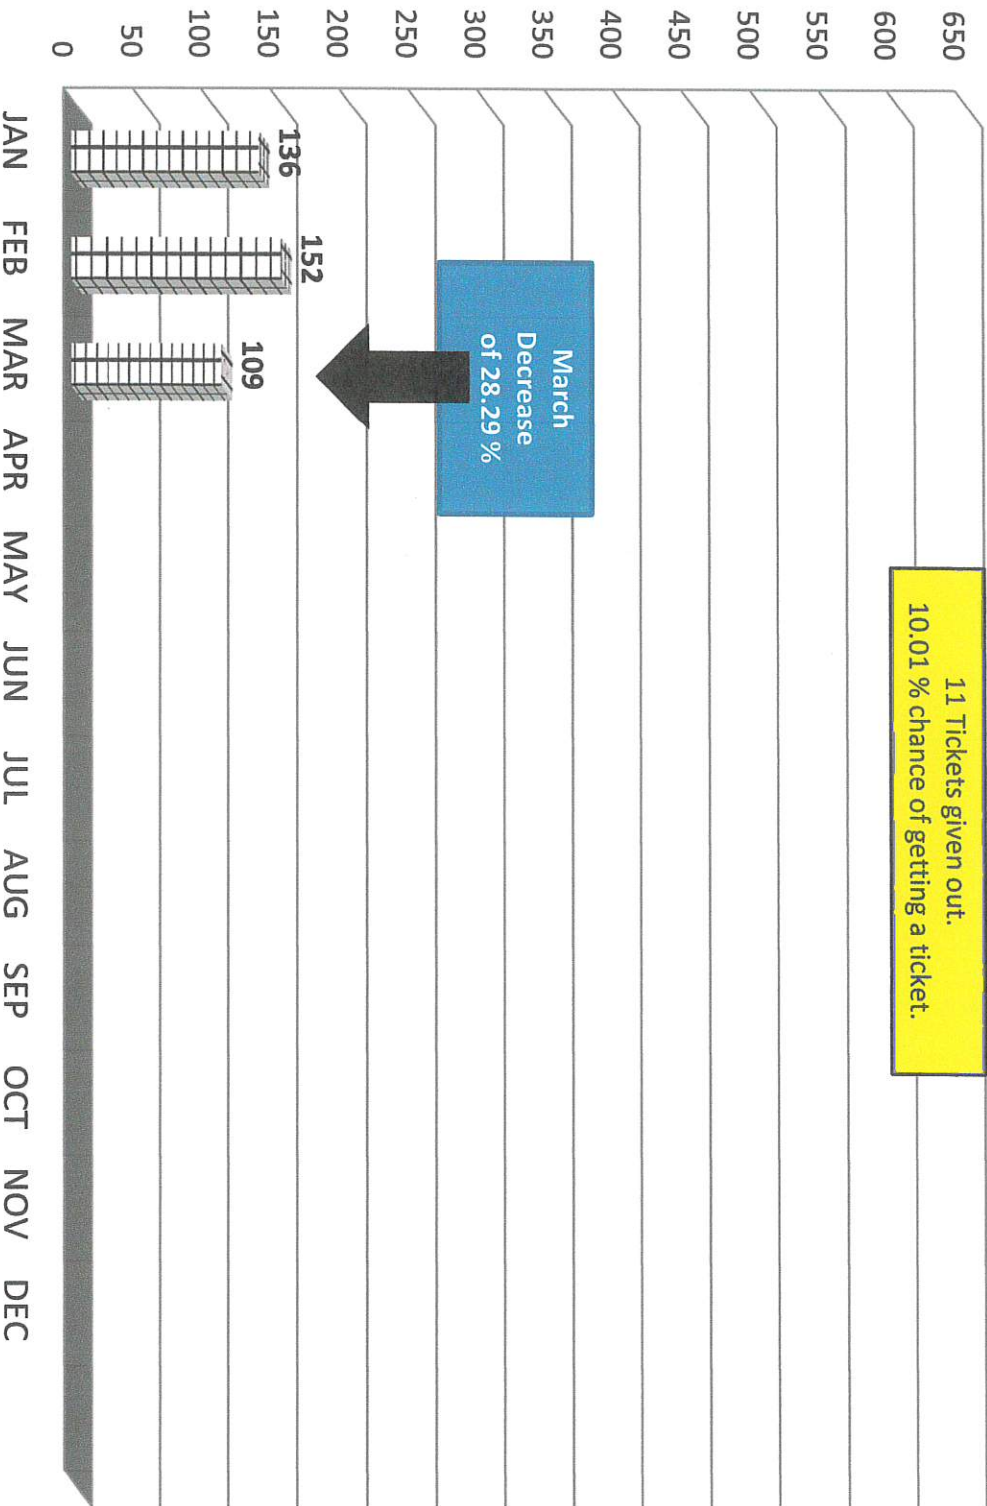 650
600
550
500
450
400
350
300
250
200
150
100
50
0
11 Tickets given out.
10.01 % chance of getting a ticket.
March
Decrease
of 28.29 %
136
152
109
JAN FEB MAR APR MAY JUN JUL AUG SEP OCT NOV DEC